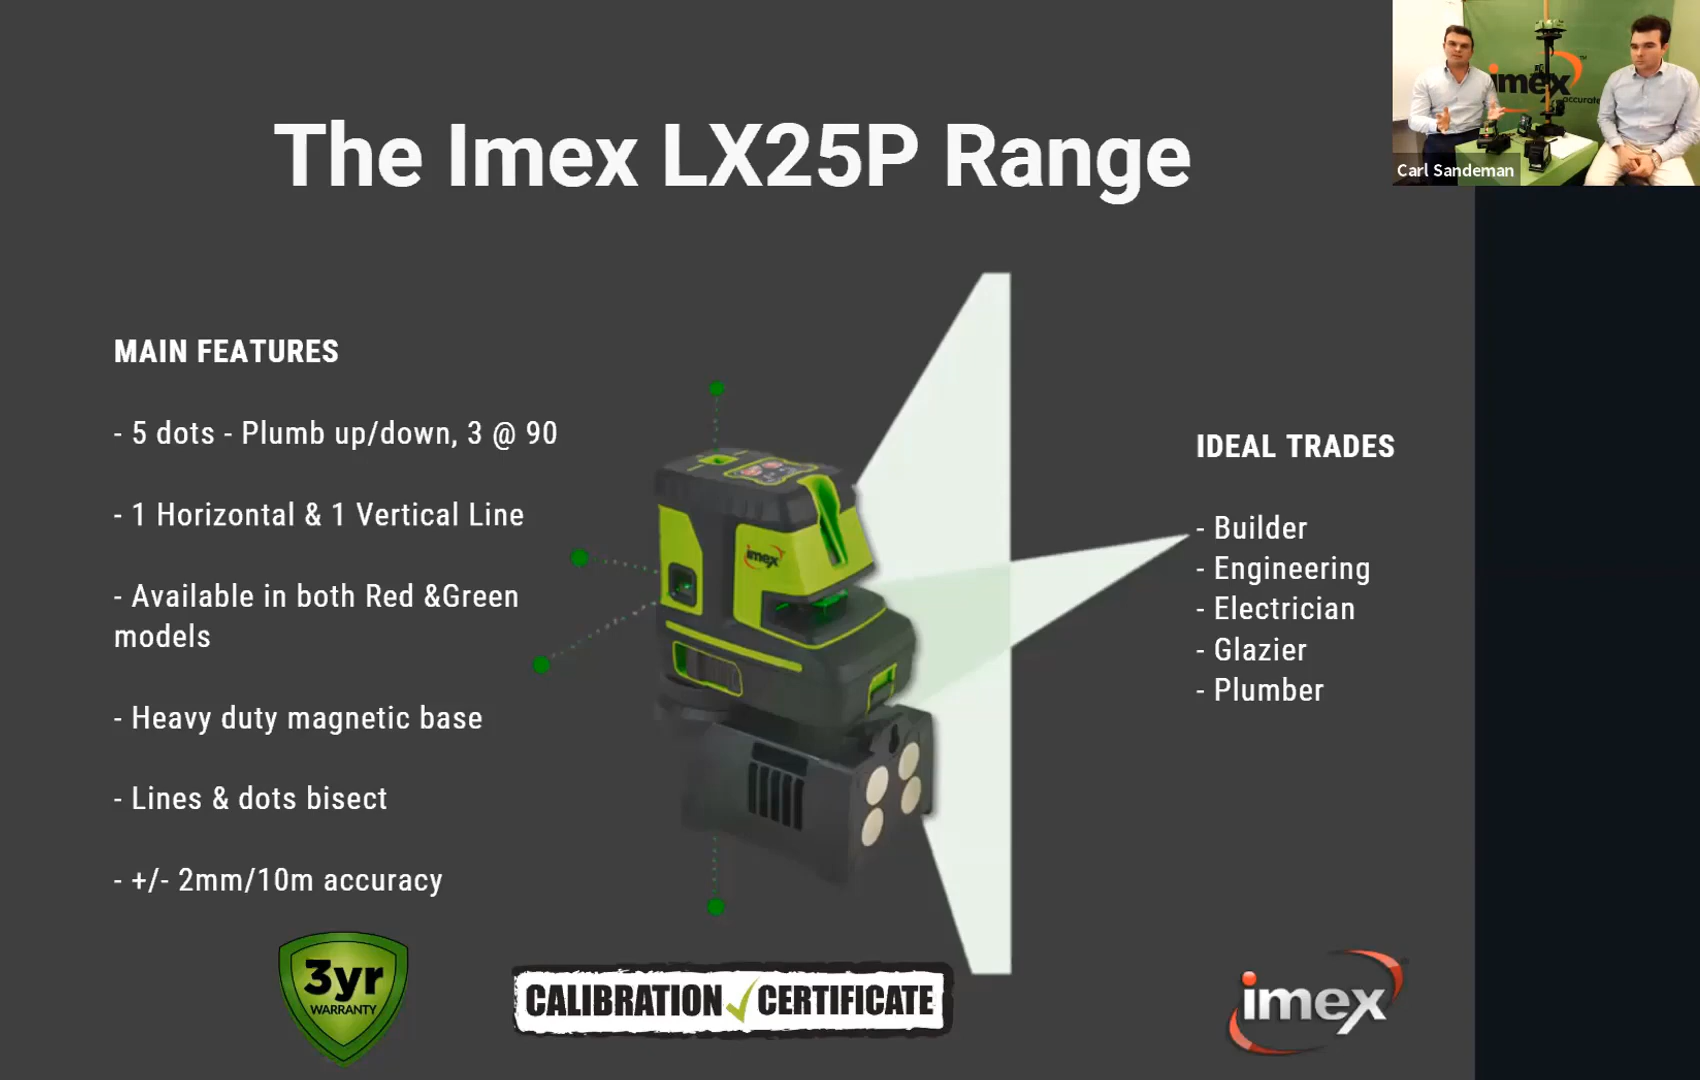 The Imex LX25P Range
imex
accurate
Carl Sandeman
MAIN FEATURES
- 5 dots - Plumb up/down, 3 @ 90
- 1 Horizontal & 1 Vertical Line
- Available in both Red &Green
models
- Heavy duty magnetic base
- Lines & dots bisect
- +/- 2mm/10m accuracy
imex
IDEAL TRADES
- Builder
- Engineering
- Electrician
- Glazier
- Plumber
3yr
WARRANTY
CALIBRATION CERTIFICATE
imex